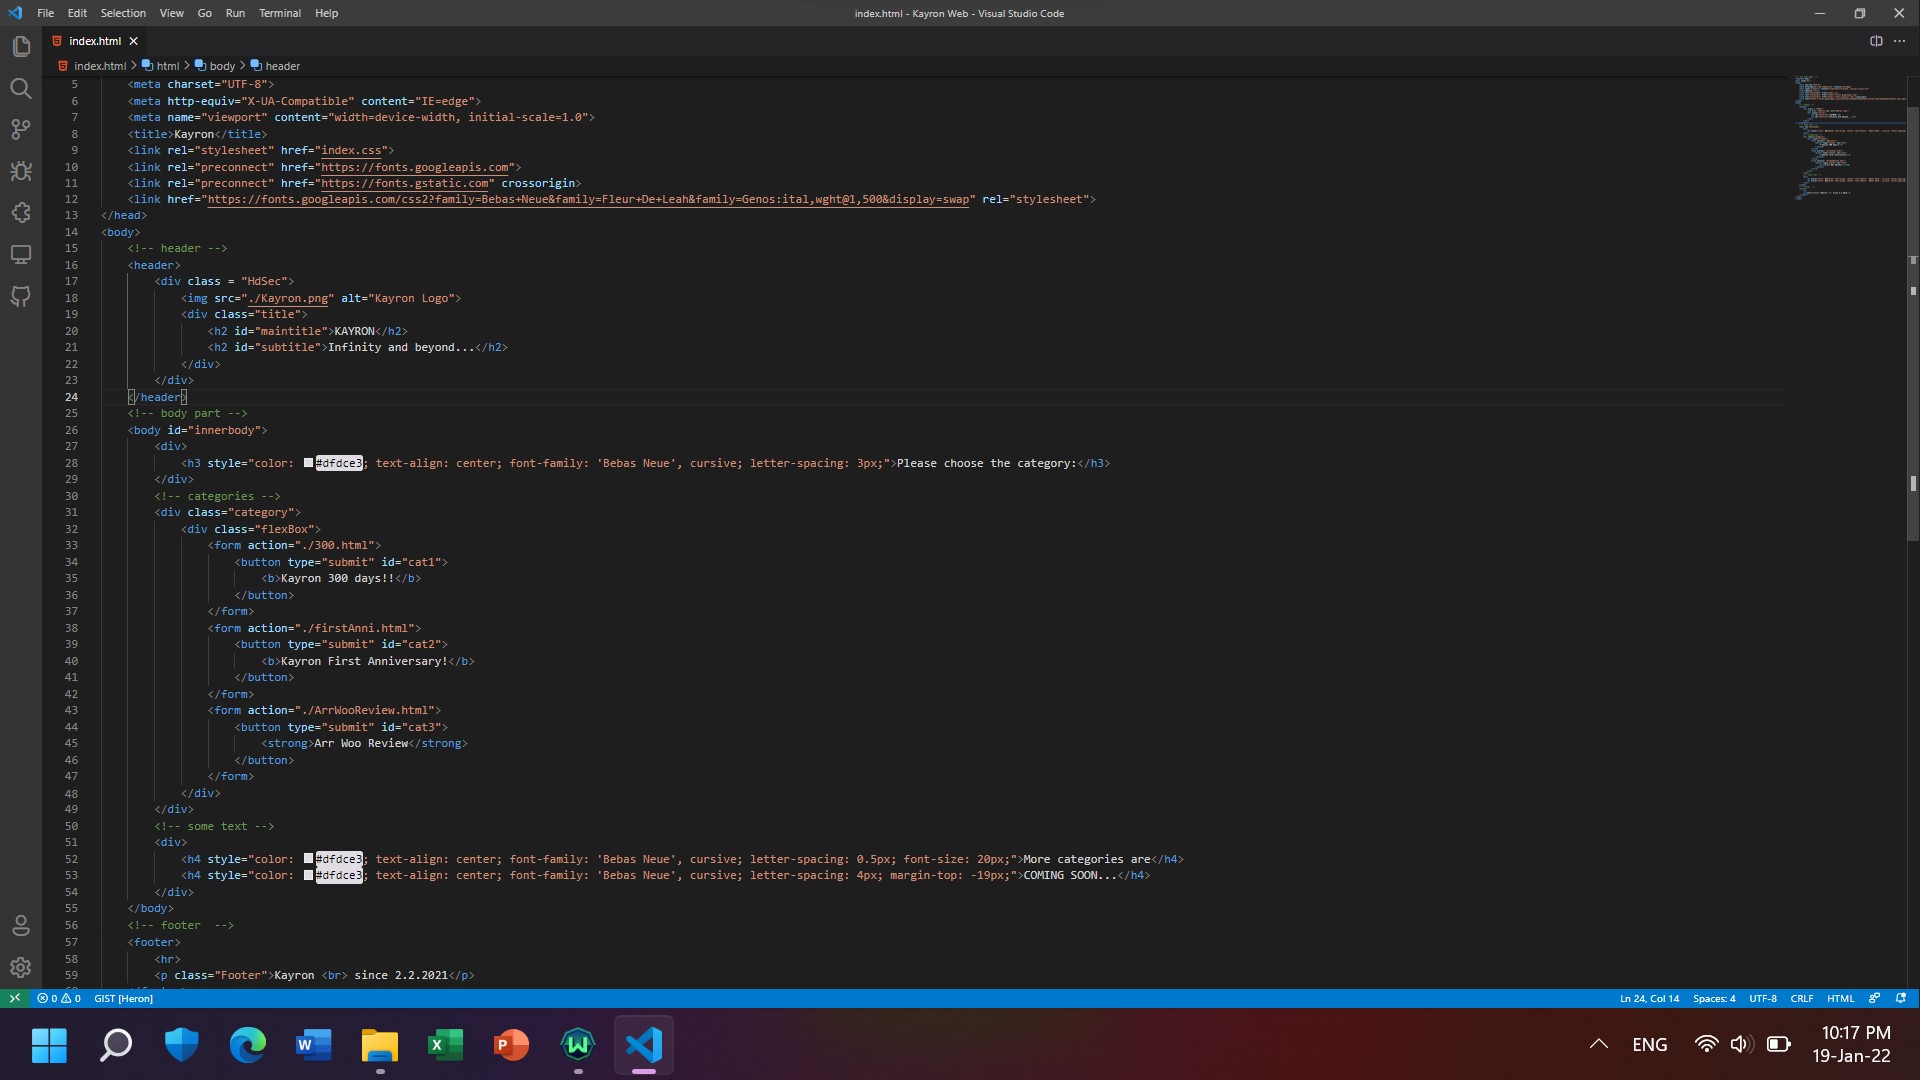 File Edit Selection View Go Run Terminal Help
index.html - Kayron Web - Visual Studio Code
index.html
index.html > html > body > header
5 <meta charset="UTF-8">
6 <meta http-equiv="X-UA-Compatible" content="IE=edge">
7 <meta name="viewport" content="width=device-width, initial-scale=1.0">
8 <title>Kayron</title>
9 <link rel="stylesheet" href="index.css">
10 <link rel="preconnect" href="https://fonts.googleapis.com">
11 <link rel="preconnect" href="https://fonts.gstatic.com" crossorigin>
12 <link href="https://fonts.googleapis.com/css2?family=Bebas+Neue&family=Fleur+De+Leah&family=Genos:ital,wght@1,500&display=swap" rel="stylesheet">
13 </head>
14 <body>
15 <!-- header -->
16 <header>
17 <div class = "HdSec">
18 <img src="./Kayron.png" alt="Kayron Logo">
19 <div class="title">
20 <h2 id="maintitle">KAYRON</h2>
21 <h2 id="subtitle">Infinity and beyond...</h2>
22 </div>
23 </div>
24 </header>
25 <!-- body part -->
26 <body id="innerbody">
27 <div>
28 <h3 style="color: #dfdce3; text-align: center; font-family: 'Bebas Neue', cursive; letter-spacing: 3px;">Please choose the category:</h3>
29 </div>
30 <!-- categories -->
31 <div class="category">
32 <div class="flexBox">
33 <form action="./300.html">
34 <button type="submit" id="cat1">
35 <b>Kayron 300 days!!</b>
36 </button>
37 </form>
38 <form action="./firstAnni.html">
39 <button type="submit" id="cat2">
40 <b>Kayron First Anniversary!</b>
41 </button>
42 </form>
43 <form action="./ArrWooReview.html">
44 <button type="submit" id="cat3">
45 <strong>Arr Woo Review</strong>
46 </button>
47 </form>
48 </div>
49 </div>
50 <!-- some text -->
51 <div>
52 <h4 style="color: #dfdce3; text-align: center; font-family: 'Bebas Neue', cursive; letter-spacing: 0.5px; font-size: 20px;">More categories are</h4>
53 <h4 style="color: #dfdce3; text-align: center; font-family: 'Bebas Neue', cursive; letter-spacing: 4px; margin-top: -19px;">COMING SOON...</h4>
54 </div>
55 </body>
56 <!-- footer  -->
57 <footer>
58 <hr>
59 <p class="Footer">Kayron <br> since 2.2.2021</p>
0 0 GIST [Heron] Ln 24, Col 14 Spaces: 4 UTF-8 CRLF HTML
W X P W ENG
10:17 PM
19-Jan-22